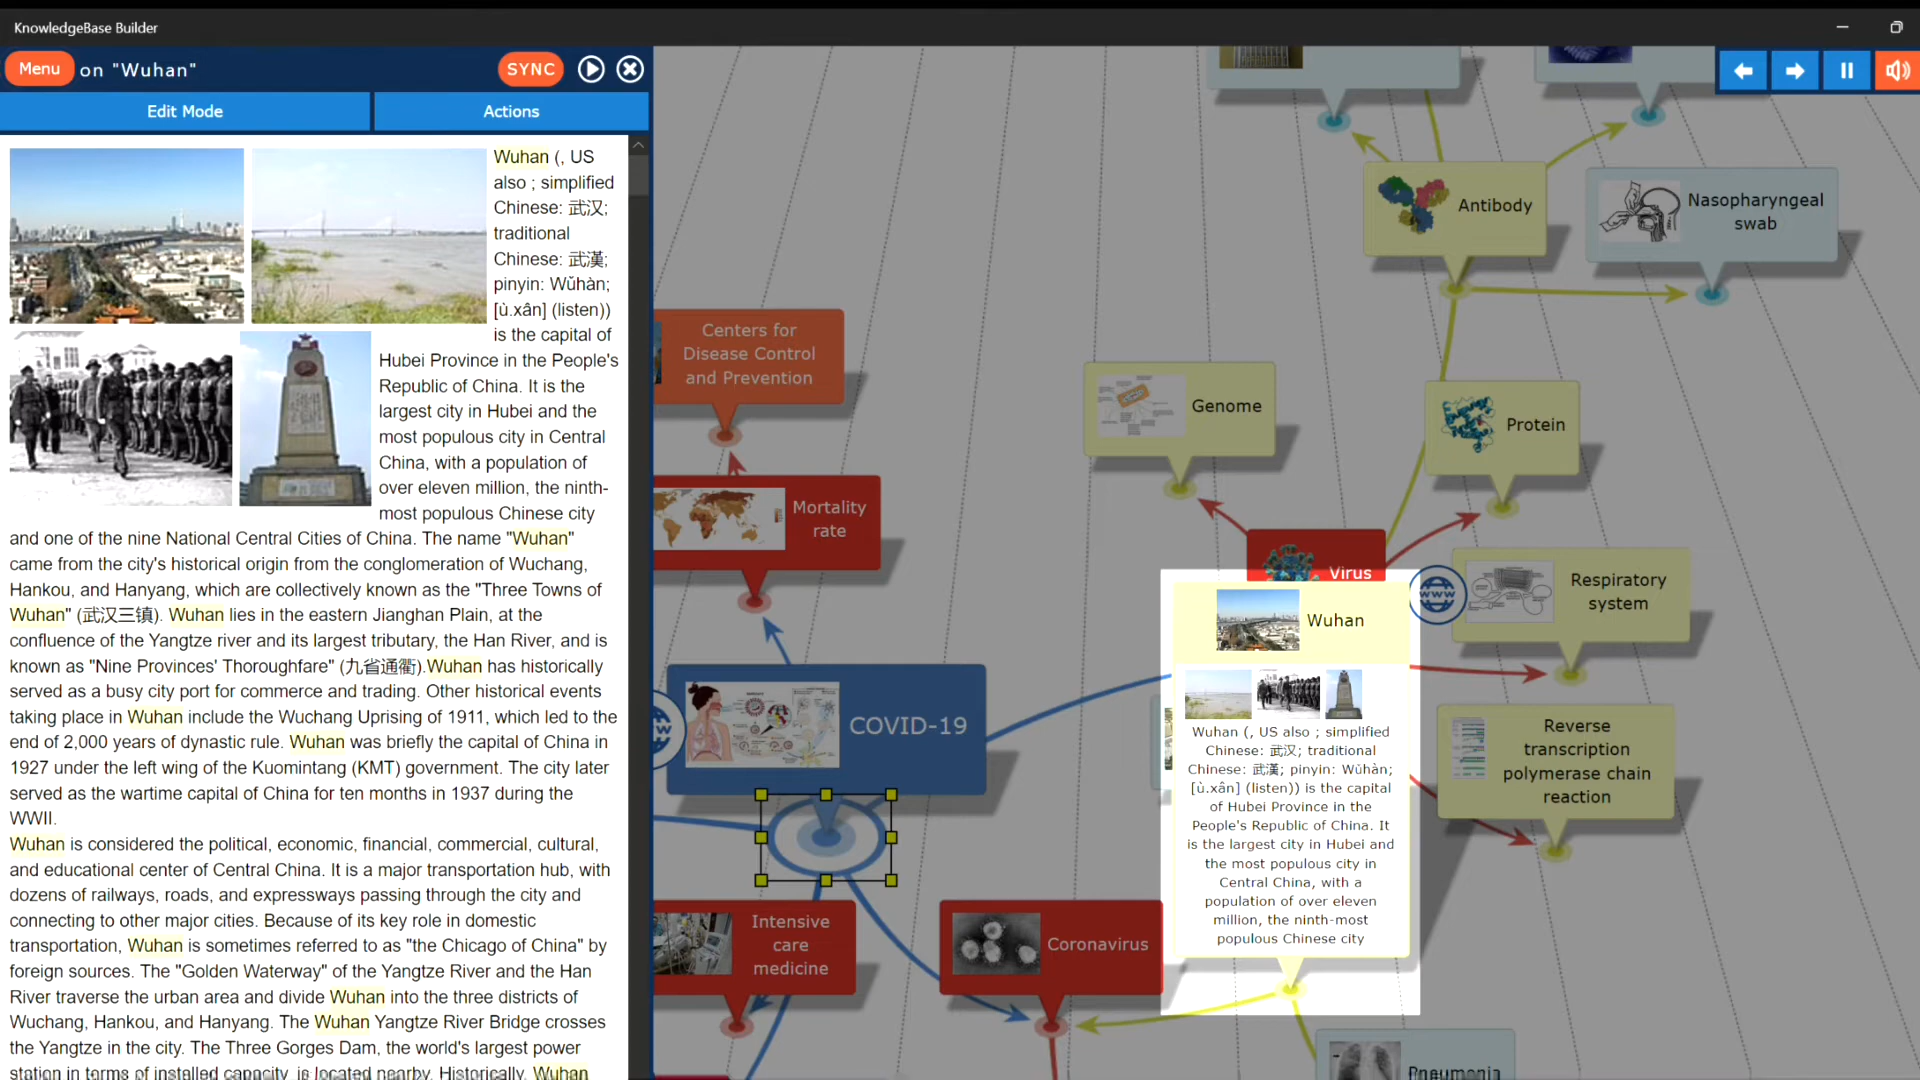 KnowledgeBase Builder
Menu on "Wuhan" SYNC
Edit Mode Actions
Wuhan (, US
also ; simplified
Chinese: 武汉;
traditional
Chinese: 武漢;
pinyin: Wǔhàn;
[ù.xân] (listen))
is the capital of
Hubei Province in the People's
Republic of China. It is the
largest city in Hubei and the
most populous city in Central
China, with a population of
over eleven million, the ninth-
most populous Chinese city
and one of the nine National Central Cities of China. The name "Wuhan"
came from the city's historical origin from the conglomeration of Wuchang,
Hankou, and Hanyang, which are collectively known as the "Three Towns of
Wuhan" (武汉三镇). Wuhan lies in the eastern Jianghan Plain, at the
confluence of the Yangtze river and its largest tributary, the Han River, and is
known as "Nine Provinces' Thoroughfare" (九省通衢).Wuhan has historically
served as a busy city port for commerce and trading. Other historical events
taking place in Wuhan include the Wuchang Uprising of 1911, which led to the
end of 2,000 years of dynastic rule. Wuhan was briefly the capital of China in
1927 under the left wing of the Kuomintang (KMT) government. The city later
served as the wartime capital of China for ten months in 1937 during the
WWII.
Wuhan is considered the political, economic, financial, commercial, cultural,
and educational center of Central China. It is a major transportation hub, with
dozens of railways, roads, and expressways passing through the city and
connecting to other major cities. Because of its key role in domestic
transportation, Wuhan is sometimes referred to as "the Chicago of China" by
foreign sources. The "Golden Waterway" of the Yangtze River and the Han
River traverse the urban area and divide Wuhan into the three districts of
Wuchang, Hankou, and Hanyang. The Wuhan Yangtze River Bridge crosses
the Yangtze in the city. The Three Gorges Dam, the world's largest power
station in terms of installed capacity, is located nearby. Historically, Wuhan
Antibody
Nasopharyngeal
swab
Centers for
Disease Control
and Prevention
Genome
Protein
Mortality
rate
Virus
WWW
Respiratory
system
Wuhan
COVID-19
Wuhan (, US also ; simplified
Chinese: 武汉; traditional
Chinese: 武漢; pinyin: Wǔhàn;
[ù.xân] (listen)) is the capital
of Hubei Province in the
People's Republic of China. It
is the largest city in Hubei and
the most populous city in
Central China, with a
population of over eleven
million, the ninth-most
populous Chinese city
Reverse
transcription
polymerase chain
reaction
Intensive
care
medicine
Coronavirus
Pneumonia